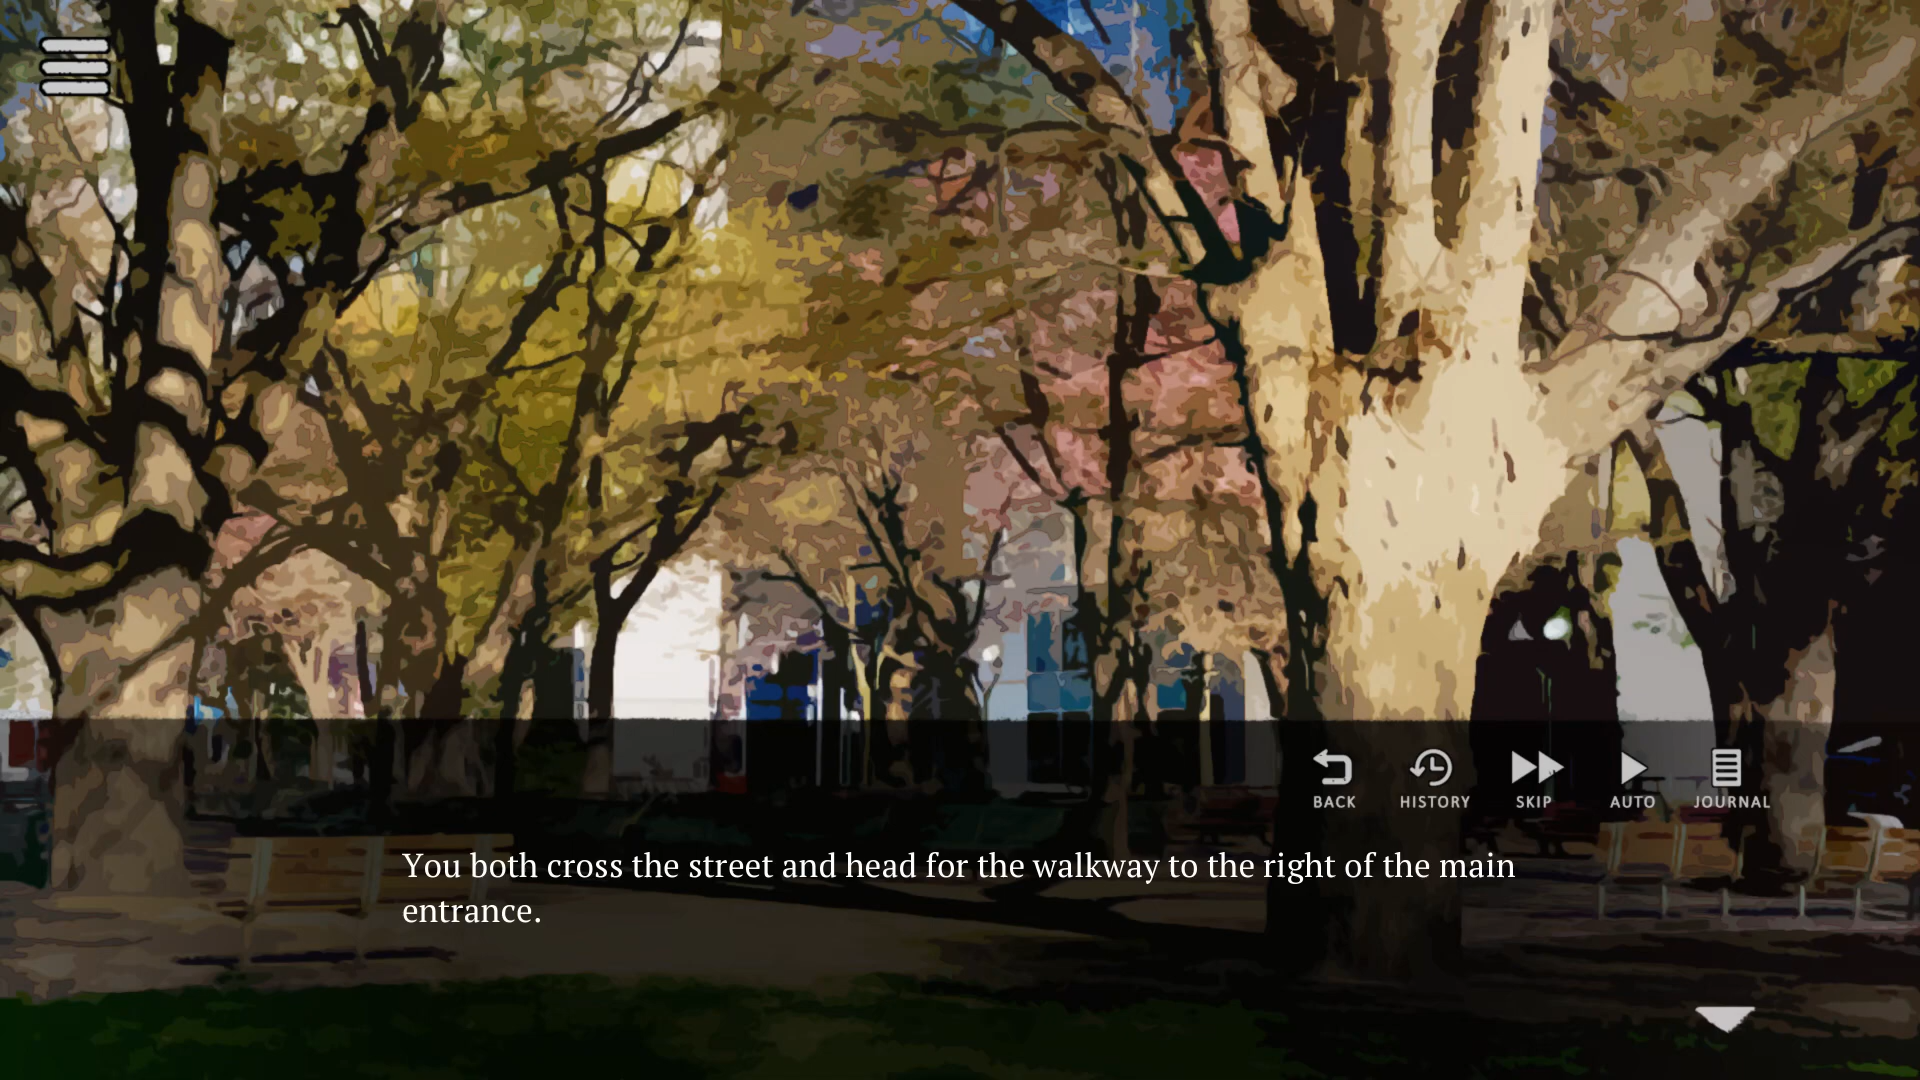 BACK HISTORY SKIP AUTO JOURNAL
You both cross the street and head for the walkway to the right of the main
entrance.